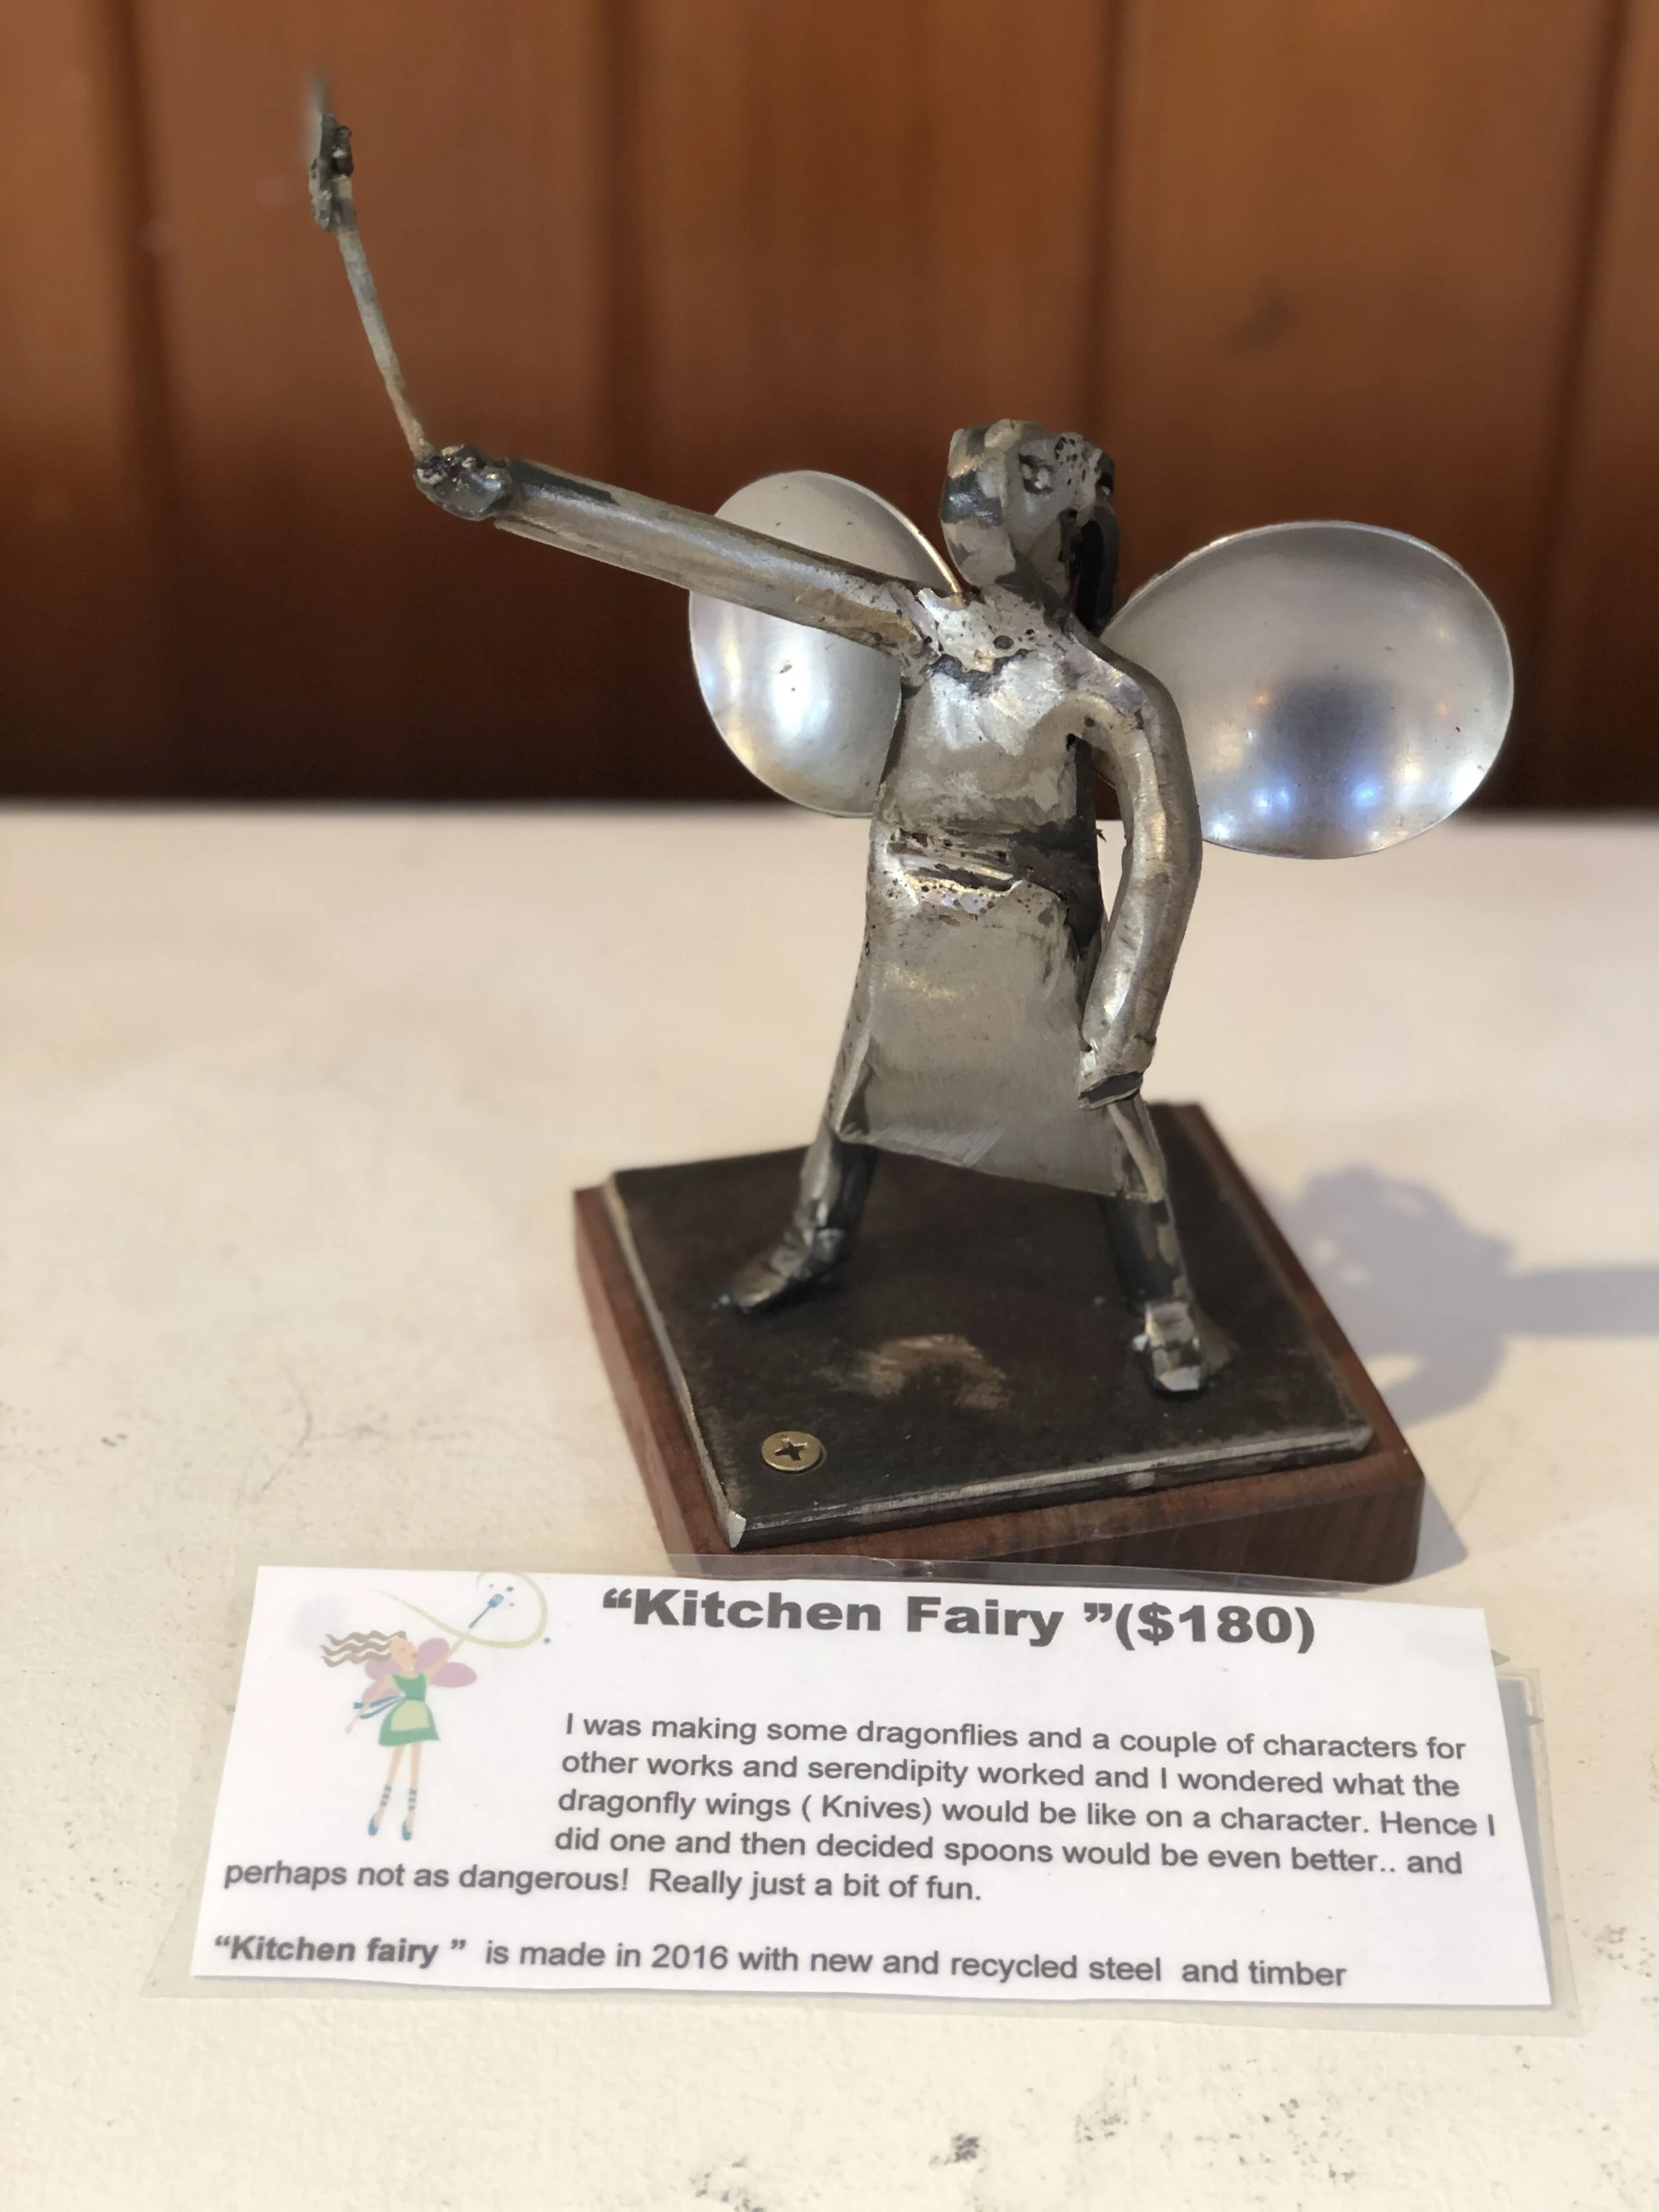 “Kitchen Fairy ”($180)
I was making some dragonflies and a couple of characters for
other works and serendipity worked and I wondered what the
dragonfly wings ( Knives) would be like on a character. Hence I
did one and then decided spoons would be even better.. and
perhaps not as dangerous! Really just a bit of fun.
“Kitchen fairy ” is made in 2016 with new and recycled steel and timber